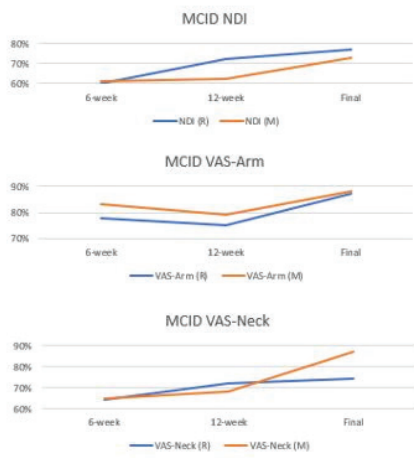 MCID NDI
80%
70%
60%
6-week 12-week Final
NDI (R) NDI (M)
MCID VAS-Arm
90%
80%
70%
6-week 12-week Final
VAS-Arm (R) VAS-Arm (M)
MCID VAS-Neck
90%
80%
70%
60%
6-week 12-week Final
VAS-Neck (R) VAS-Neck (M)